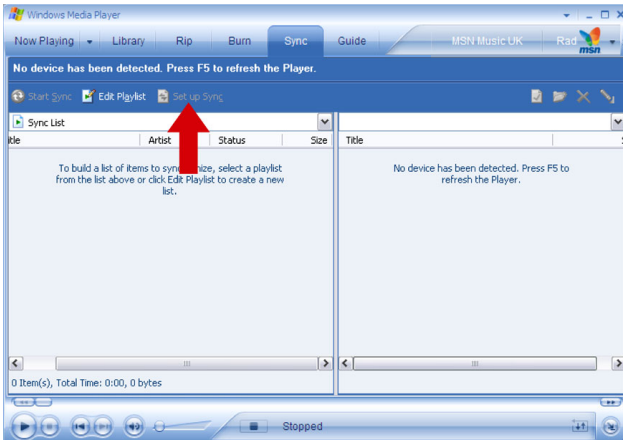 Windows Media Player
Now Playing Library Rip Burn Sync Guide MSN Music UK Rad
msn
No device has been detected. Press F5 to refresh the Player.
Start Sync Edit Playlist Set up Sync
Sync List
itle Artist Status Size Title
To build a list of items to synchronize, select a playlist
from the list above or click Edit Playlist to create a new
list.
No device has been detected. Press F5 to
refresh the Player.
0 Item(s), Total Time: 0:00, 0 bytes
Stopped